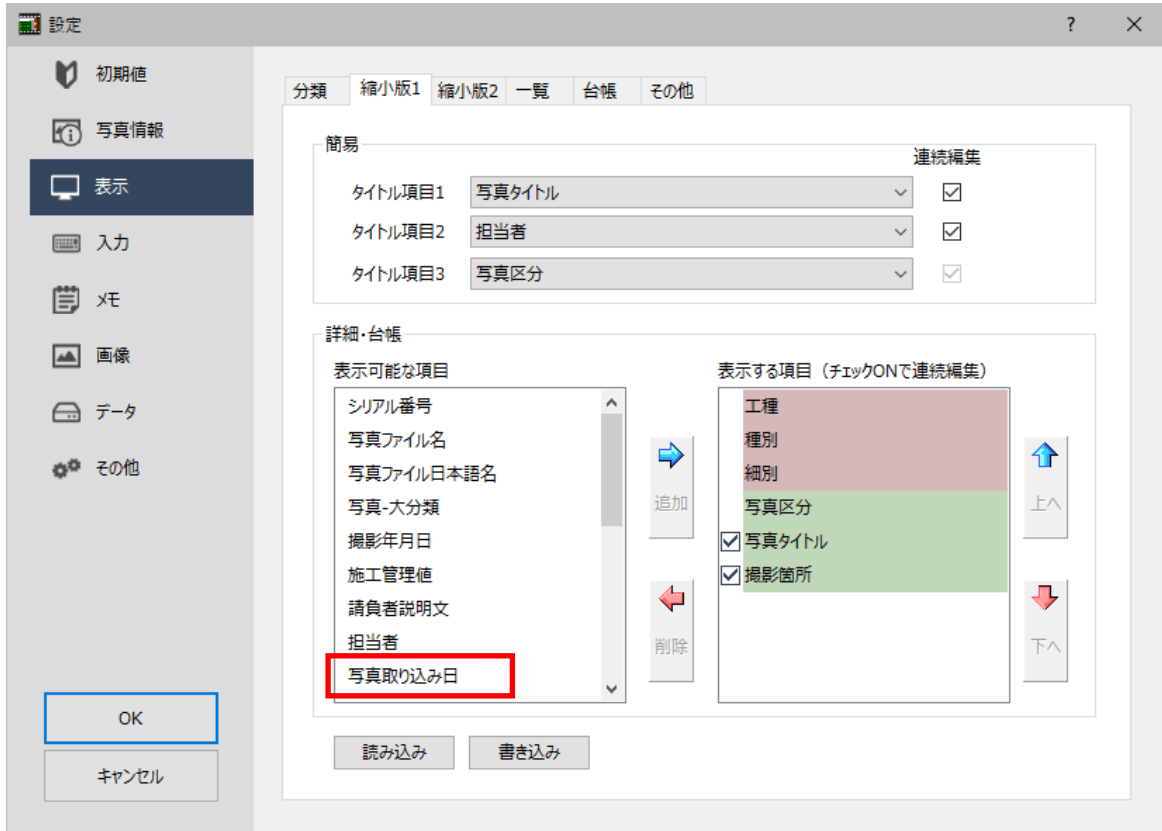 設定
?
初期値
写真情報
表示
入力
メモ
画像
データ
その他
OK
キャンセル
分類
縮小版1
縮小版2
一覧
台帳
その他
簡易
連続編集
タイトル項目1
写真タイトル
タイトル項目2
担当者
タイトル項目3
写真区分
詳細・台帳
表示可能な項目
シリアル番号
写真ファイル名
写真ファイル日本語名
写真-大分類
撮影年月日
施工管理値
請負者説明文
担当者
写真取り込み日
追加
削除
表示する項目（チェックONで連続編集）
工種
種別
細別
写真区分
写真タイトル
撮影箇所
上へ
下へ
読み込み
書き込み